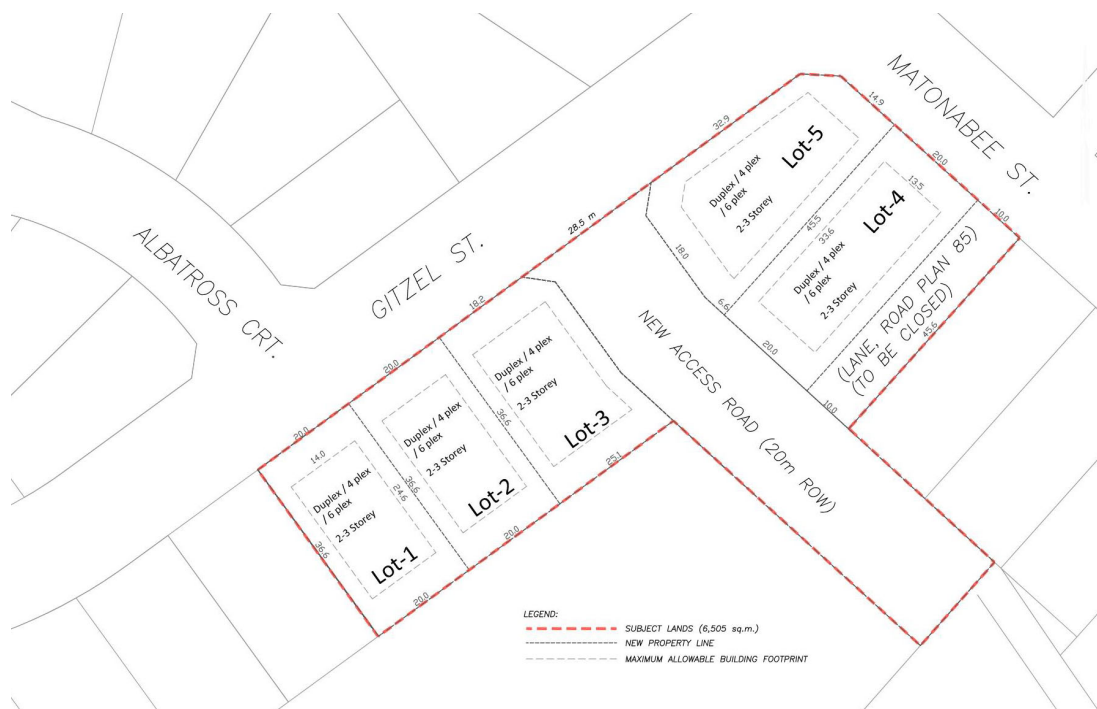 MATONABEE ST.
ALBATROSS CRT.
GITZEL ST.
28.5 m
32.9
14.9
20.0
10.0
Duplex / 4 plex
/ 6 plex
2-3 Storey
Lot-5
18.0
45.5
6.6
13.5
33.6
Duplex / 4 plex
/ 6 plex
2-3 Storey
Lot-4
20.0
(LANE, ROAD PLAN 85)
(TO BE CLOSED)
45.6
10.0
NEW ACCESS ROAD (20m ROW)
18.2
Duplex / 4 plex
/ 6 plex
2-3 Storey
Lot-3
36.6
25.1
20.0
Duplex / 4 plex
/ 6 plex
2-3 Storey
Lot-2
36.6
20.0
20.0
14.0
Duplex / 4 plex
/ 6 plex
2-3 Storey
24.6
Lot-1
36.6
20.0
LEGEND:
SUBJECT LANDS (6,505 sq.m.)
NEW PROPERTY LINE
MAXIMUM ALLOWABLE BUILDING FOOTPRINT